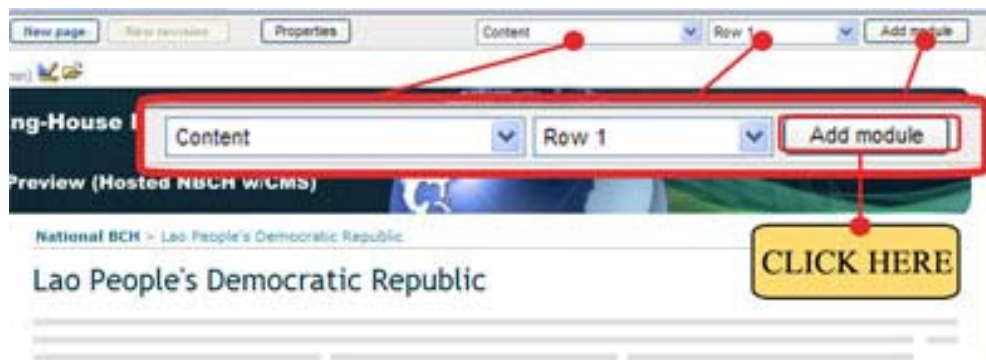 New page New revision Properties Content Row 1 Add module
ng-House
Content Row 1 Add module
Preview (Hosted NBCH w/CMS)
National BCH > Lao People's Democratic Republic
CLICK HERE
Lao People's Democratic Republic